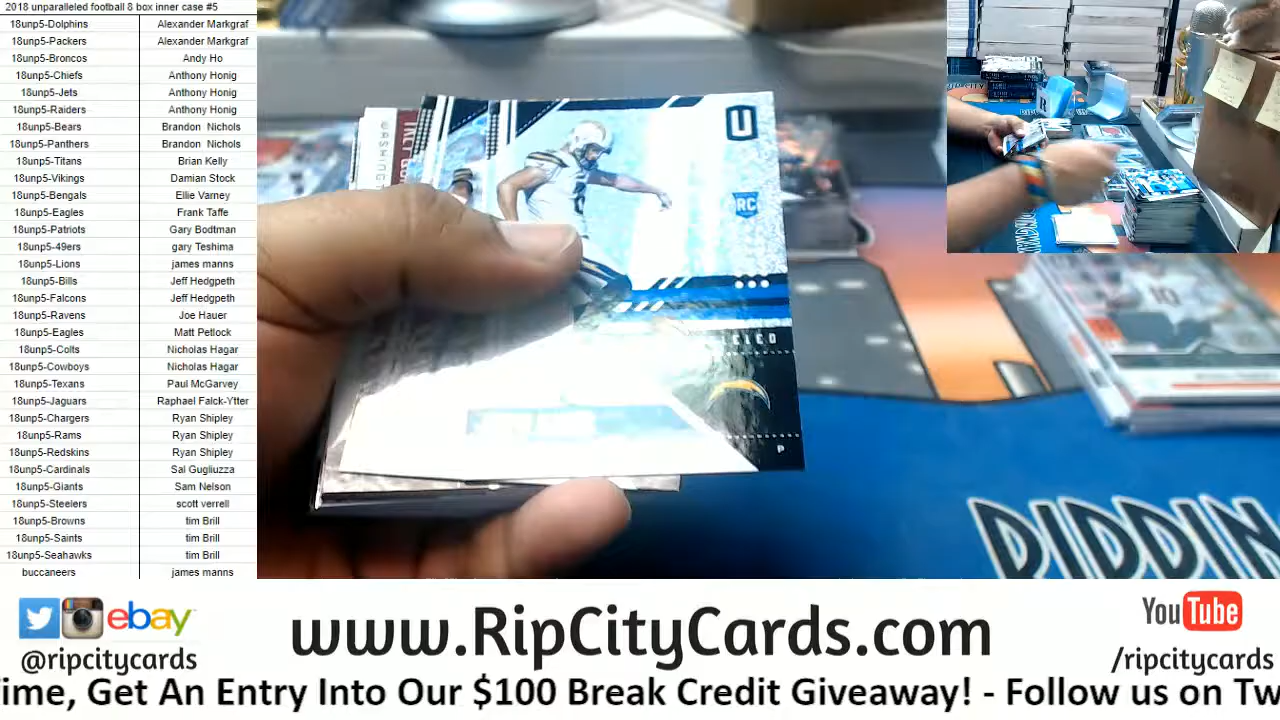 2018 unparalleled football 8 box inner case #5
18unp5-Dolphins Alexander Markgraf
18unp5-Packers Alexander Markgraf
18unp5-Broncos Andy Ho
18unp5-Chiefs Anthony Honig
18unp5-Jets Anthony Honig
18unp5-Raiders Anthony Honig
18unp5-Bears Brandon Nichols
18unp5-Panthers Brandon Nichols
18unp5-Titans Brian Kelly
18unp5-Vikings Damian Stock
18unp5-Bengals Ellie Varney
18unp5-Eagles Frank Taffe
18unp5-Patriots Gary Bodtman
18unp5-49ers gary Teshima
18unp5-Lions james manns
18unp5-Bills Jeff Hedgpeth
18unp5-Falcons Jeff Hedgpeth
18unp5-Ravens Joe Hauer
18unp5-Eagles Matt Petlock
18unp5-Colts Nicholas Hagar
18unp5-Cowboys Nicholas Hagar
18unp5-Texans Paul McGarvey
18unp5-Jaguars Raphael Falck-Ytter
18unp5-Chargers Ryan Shipley
18unp5-Rams Ryan Shipley
18unp5-Redskins Ryan Shipley
18unp5-Cardinals Sal Gugliuzza
18unp5-Giants Sam Nelson
18unp5-Steelers scott verrell
18unp5-Browns tim Brill
18unp5-Saints tim Brill
18unp5-Seahawks tim Brill
buccaneers james manns
U
RC
P
10
ebay
@ripcitycards
www.RipCityCards.com
YouTube
/ripcitycards
ime, Get An Entry Into Our $100 Break Credit Giveaway! - Follow us on Tw